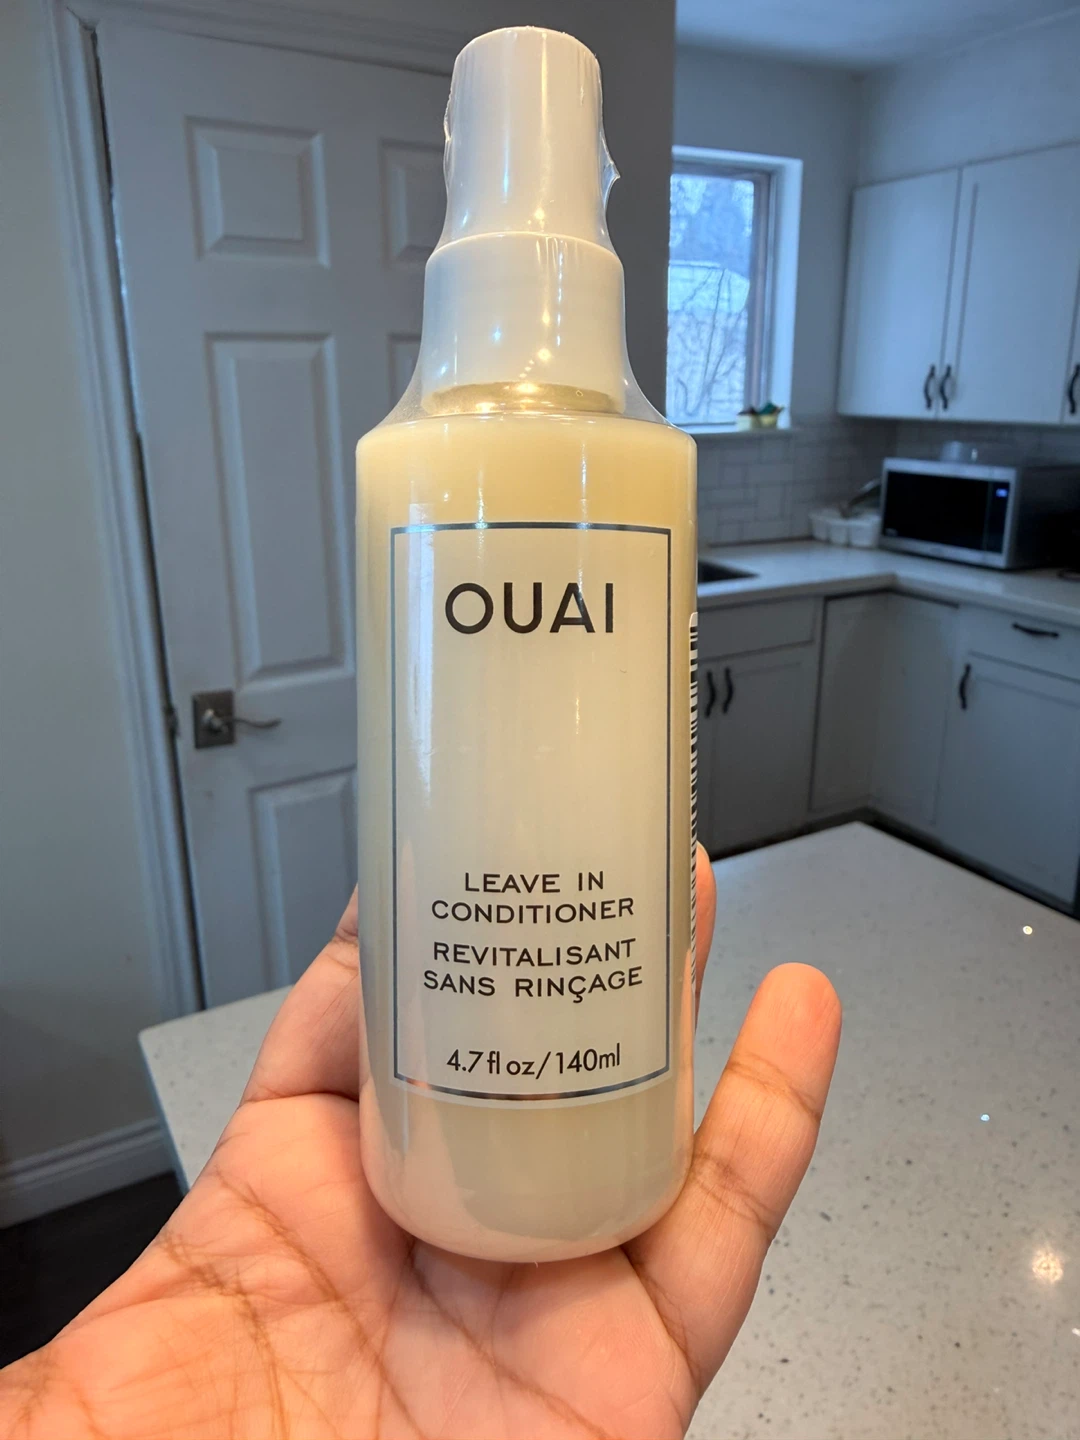 OUAI
LEAVE IN
CONDITIONER
REVITALISANT
SANS RINÇAGE
4.7 fl oz/140ml